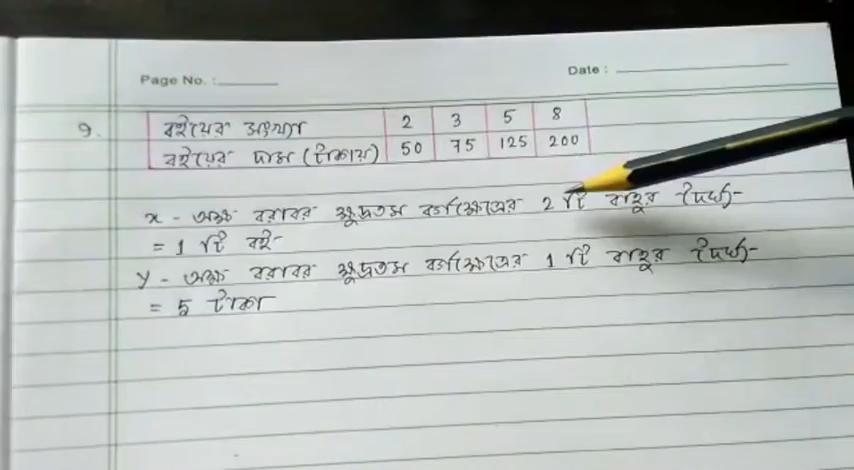 Page No. :
Date :
9. বইয়ের সংখ্যা 2 3 5 8
বইয়ের দাম (টাকায়) 50 75 125 200
x - অক্ষ বরাবর ক্ষুদ্রতম বর্গক্ষেত্রের 2 টি বাহুর দৈর্ঘ্য
= 1 টি বই
y - অক্ষ বরাবর ক্ষুদ্রতম বর্গক্ষেত্রের 1 টি বাহুর দৈর্ঘ্য
= 5 টাকা